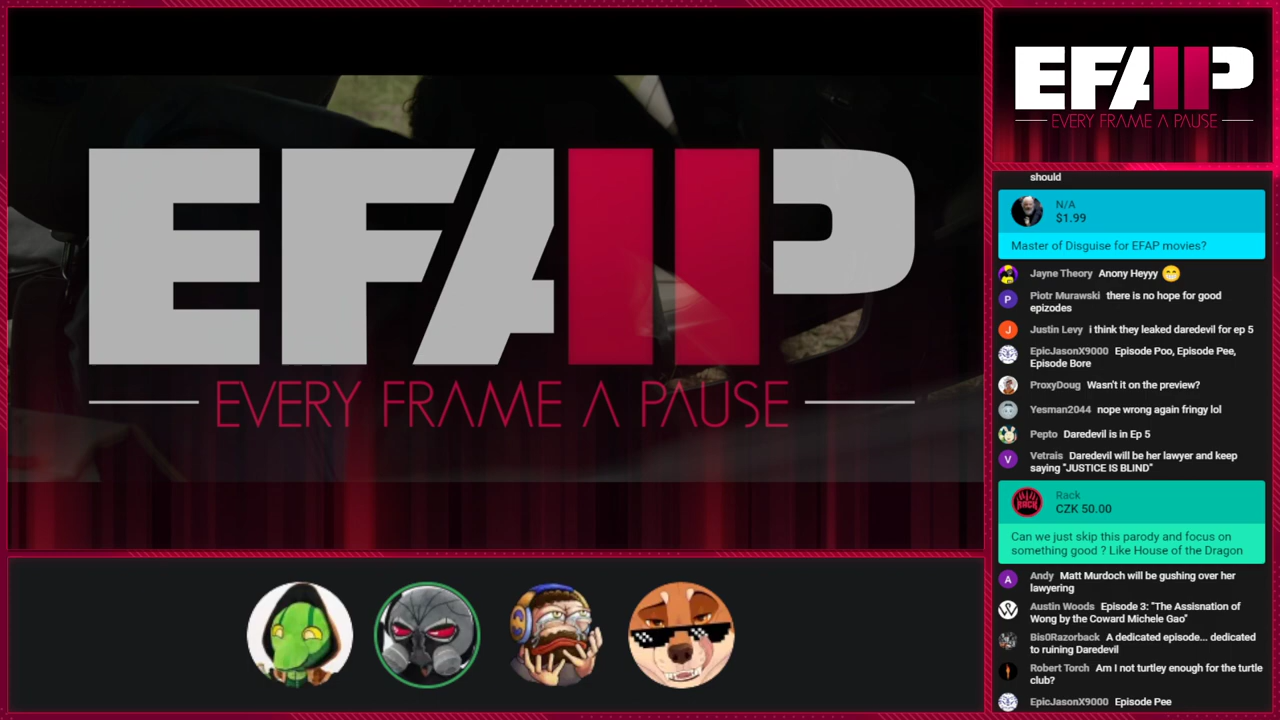 EFAP
EVERY FRAME A PAUSE
EFAP
EVERY FRAME A PAUSE
should
N/A
$1.99
Master of Disguise for EFAP movies?
Jayne Theory Anony Heyyy 😁
P
Piotr Murawski there is no hope for good
epizodes
J
Justin Levy i think they leaked daredevil for ep 5
EpicJasonX9000 Episode Poo, Episode Pee,
Episode Bore
ProxyDoug Wasn't it on the preview?
Yesman2044 nope wrong again fringy lol
Pepto Daredevil is in Ep 5
V
Vetrais Daredevil will be her lawyer and keep
saying "JUSTICE IS BLIND"
RACK
Rack
CZK 50.00
Can we just skip this parody and focus on
something good ? Like House of the Dragon
A
Andy Matt Murdoch will be gushing over her
lawyering
Austin Woods Episode 3: "The Assisnation of
Wong by the Coward Michele Gao"
Bis0Razorback A dedicated episode... dedicated
to ruining Daredevil
Robert Torch Am I not turtley enough for the turtle
club?
EpicJasonX9000 Episode Pee